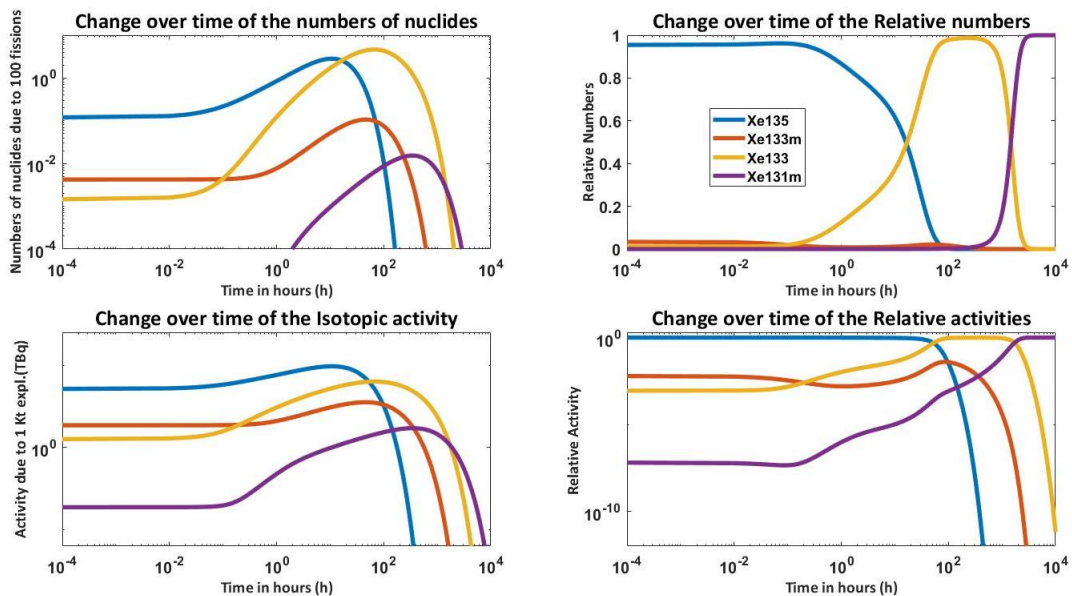 Change over time of the numbers of nuclides
Numbers of nuclides due to 100 fissions
10^0
10^-2
10^-4
10^-4 10^-2 10^0 10^2 10^4
Time in hours (h)
Change over time of the Relative numbers
Relative Numbers
1
0.8
0.6
0.4
0.2
0
Xe135
Xe133m
Xe133
Xe131m
10^-4 10^-2 10^0 10^2 10^4
Time in hours (h)
Change over time of the Isotopic activity
Activity due to 1 Kt expl.(TBq)
10^0
10^-4 10^-2 10^0 10^2 10^4
Time in hours (h)
Change over time of the Relative activities
Relative Activity
10^0
10^-10
10^-4 10^-2 10^0 10^2 10^4
Time in hours (h)